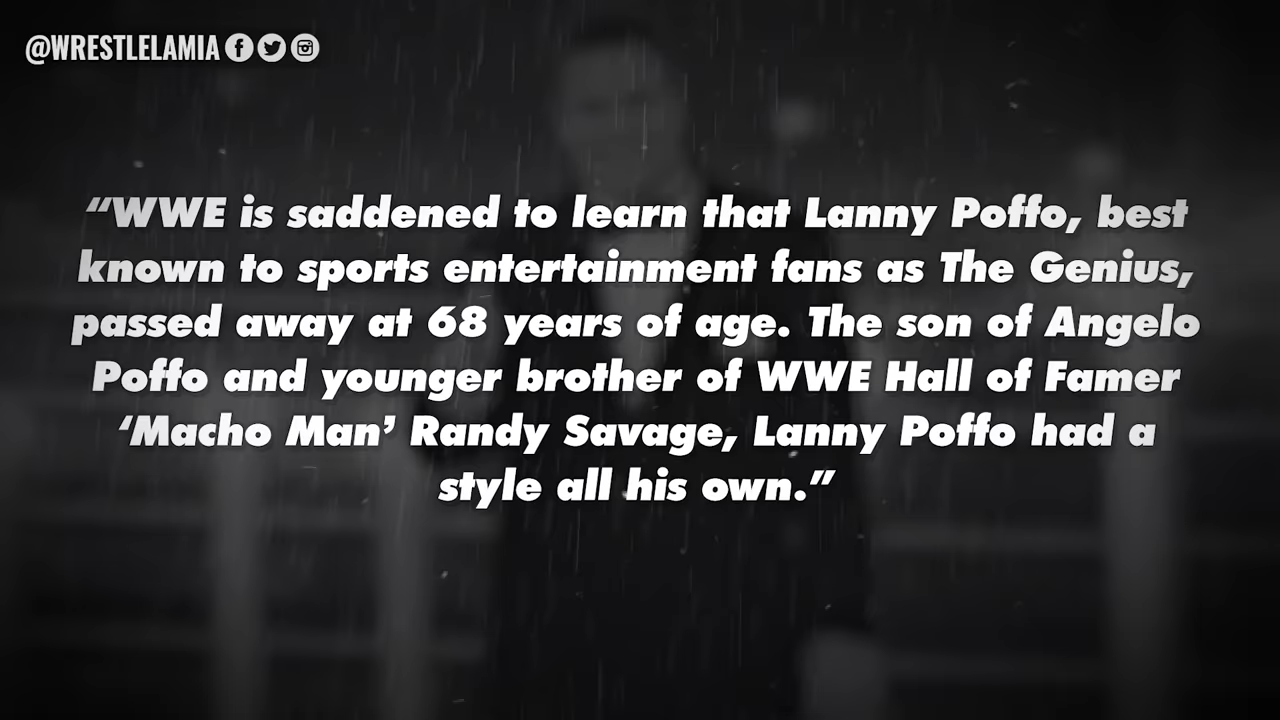 @WRESTLELAMIA
“WWE is saddened to learn that Lanny Poffo, best
known to sports entertainment fans as The Genius,
passed away at 68 years of age. The son of Angelo
Poffo and younger brother of WWE Hall of Famer
‘Macho Man’ Randy Savage, Lanny Poffo had a
style all his own.”